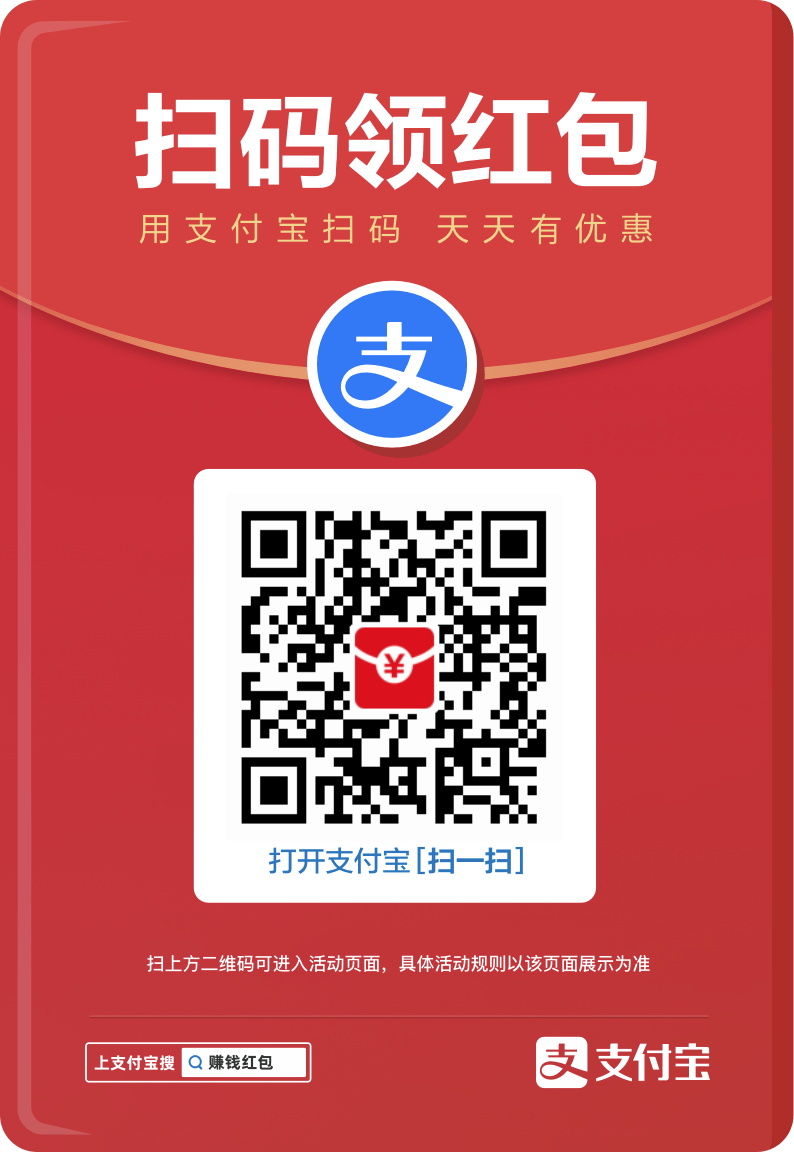 扫码领红包
用支付宝扫码 天天有优惠
支
¥
打开支付宝[扫一扫]
扫上方二维码可进入活动页面，具体活动规则以该页面展示为准
上支付宝搜 赚钱红包
支 支付宝